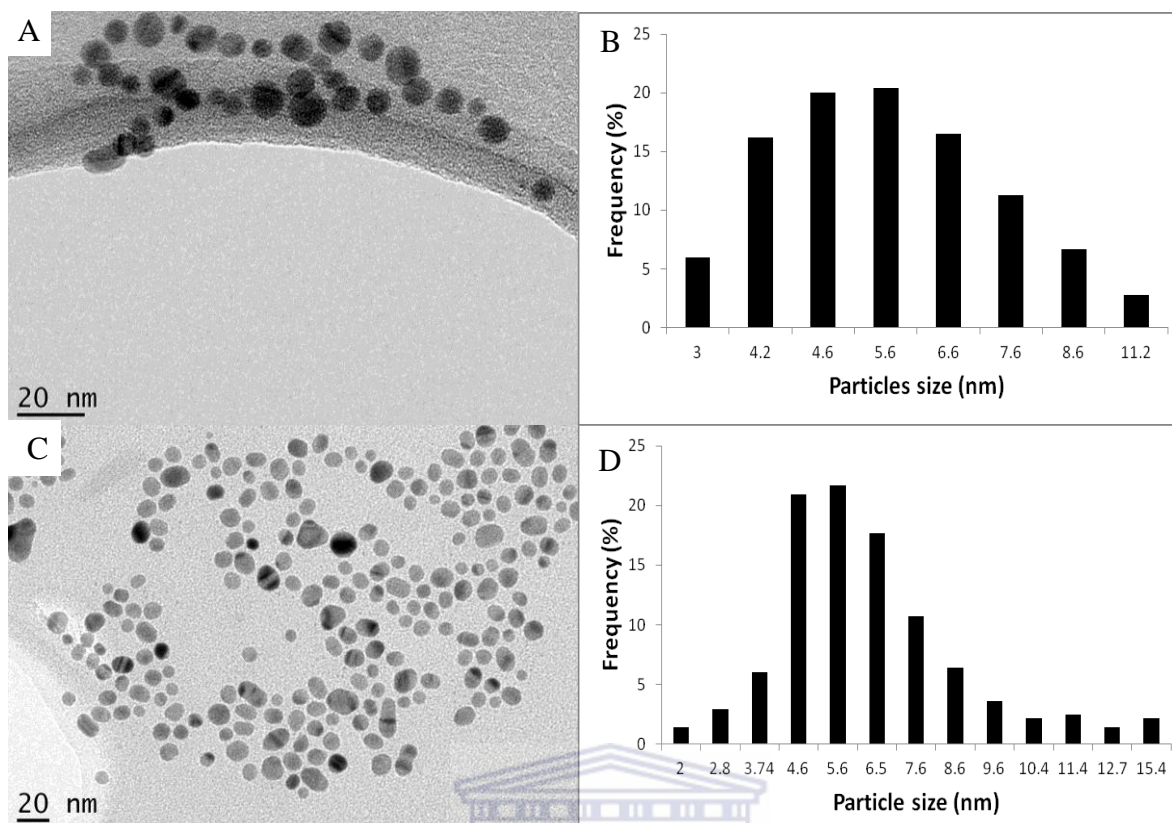 A
20 nm
B
25
20
15
10
5
0
Frequency (%)
3 4.2 4.6 5.6 6.6 7.6 8.6 11.2
Particles size (nm)
C
20 nm
D
25
20
15
10
5
0
Frequency (%)
2 2.8 3.74 4.6 5.6 6.5 7.6 8.6 9.6 10.4 11.4 12.7 15.4
Particle size (nm)